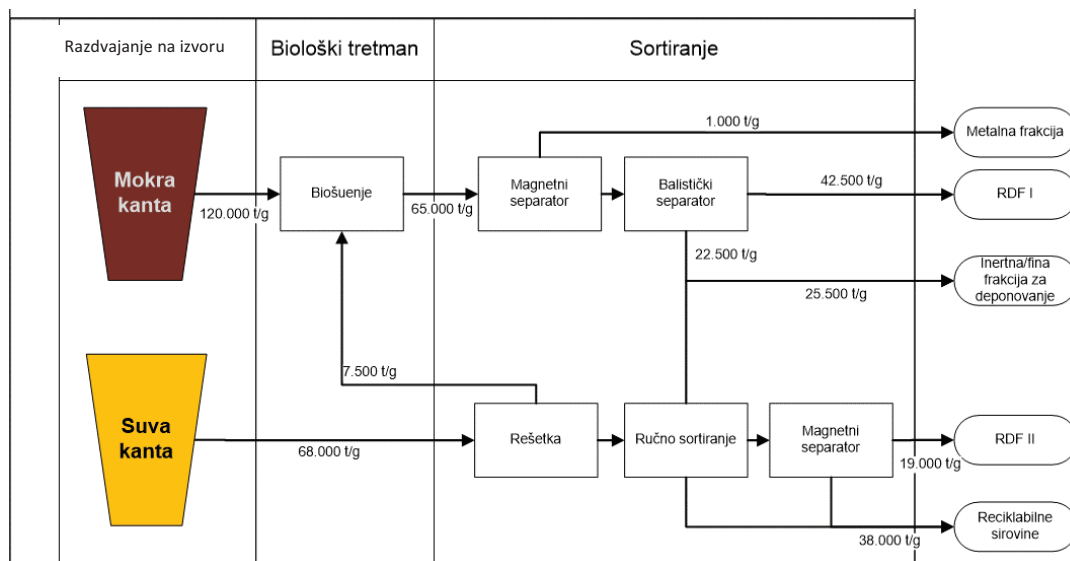 Razdvajanje na izvoru
Biološki tretman
Sortiranje
1.000 t/g
Metalna frakcija
Mokra
kanta
120.000 t/g
Biošuenje
65.000 t/g
Magnetni
separator
Balistički
separator
42.500 t/g
RDF I
22.500 t/g
25.500 t/g
Inertna/fina
frakcija za
deponovanje
7.500 t/g
Suva
kanta
68.000 t/g
Rešetka
Ručno sortiranje
Magnetni
separator
19.000 t/g
RDF II
38.000 t/g
Reciklabilne
sirovine